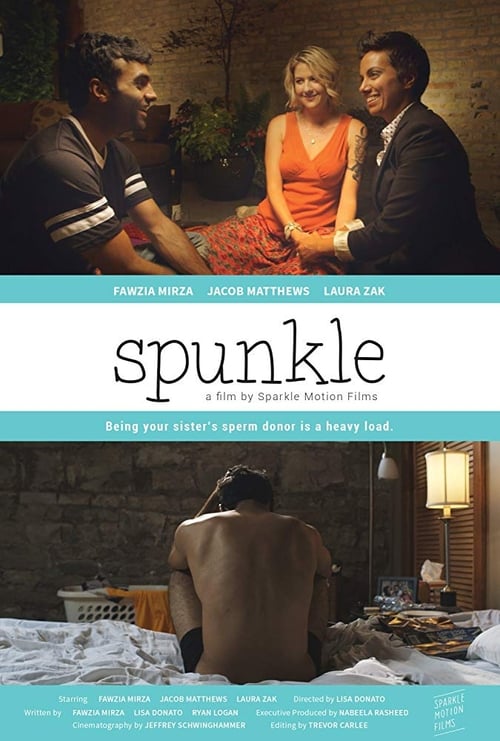 FAWZIA MIRZA JACOB MATTHEWS LAURA ZAK
spunkle
a film by Sparkle Motion Films
Being your sister's sperm donor is a heavy load.
Starring FAWZIA MIRZA JACOB MATTHEWS LAURA ZAK Directed by LISA DONATO
Written by FAWZIA MIRZA LISA DONATO RYAN LOGAN Executive Produced by NABEELA RASHEED
Cinematography by JEFFREY SCHWINGHAMMER Editing by TREVOR CARLEE
SPARKLE
MOTION
FILMS